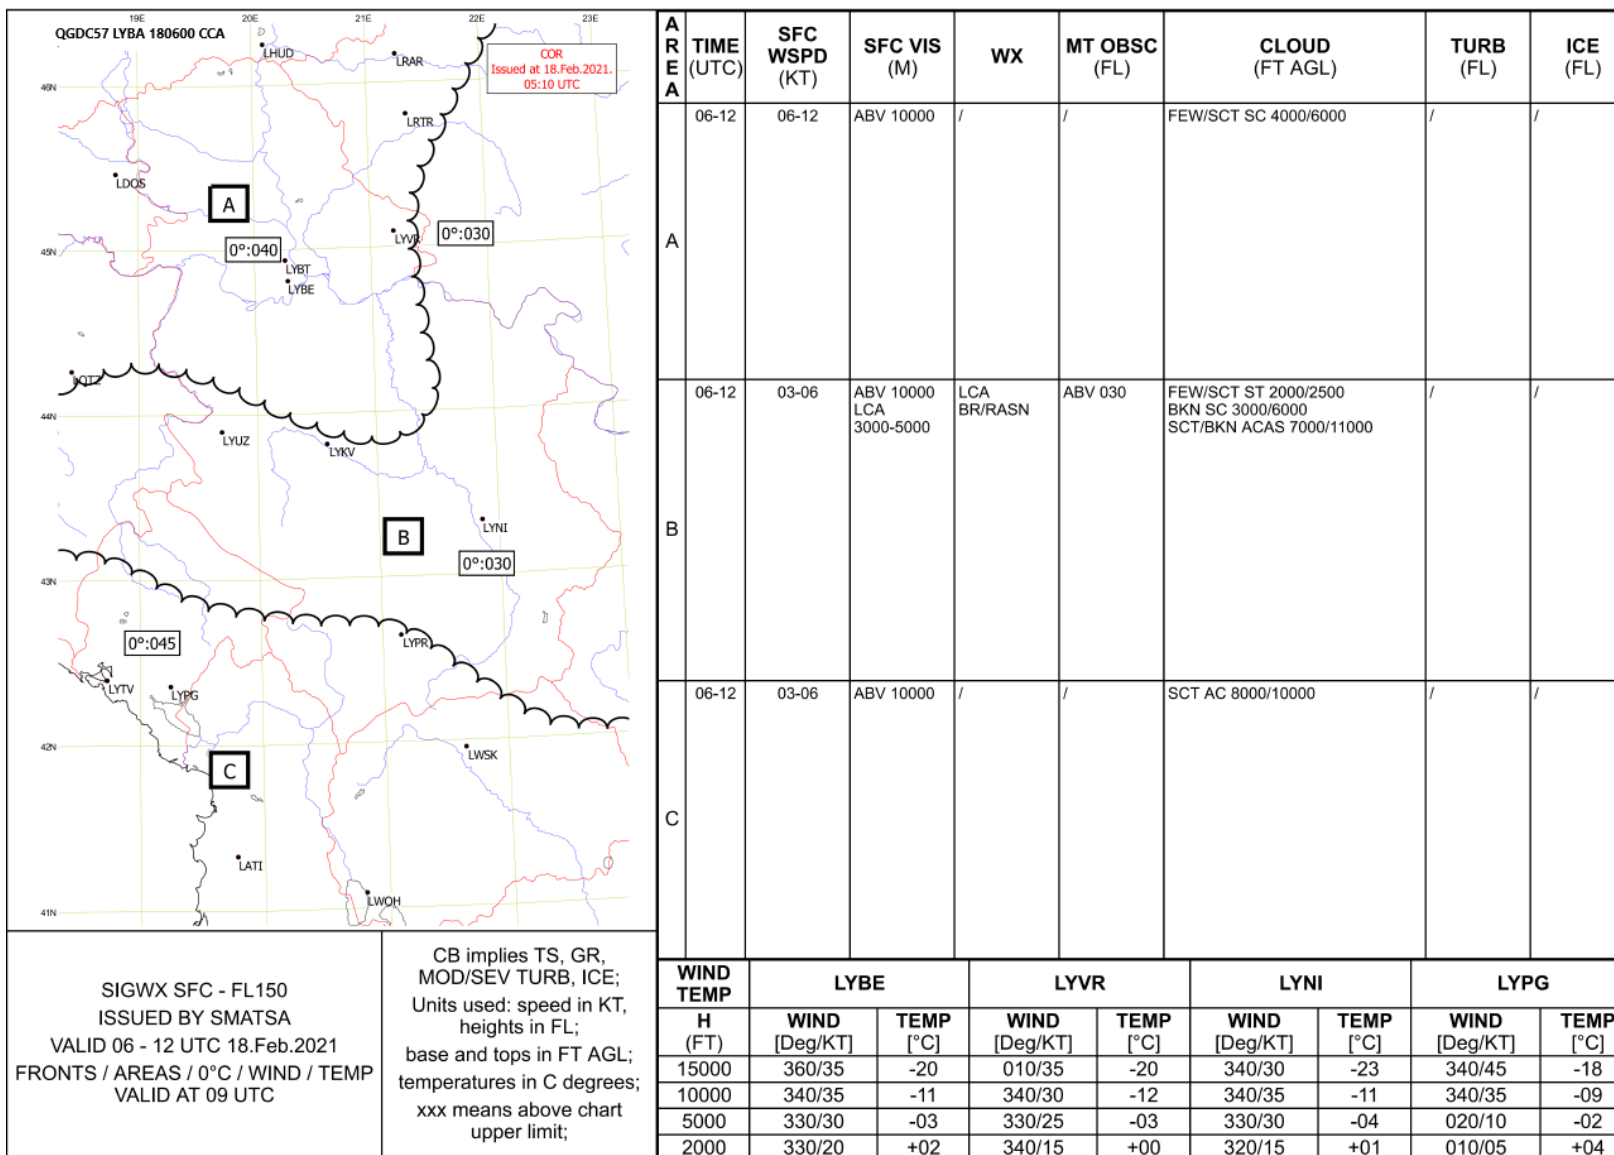 19E 20E 21E 22E 23E
QGDC57 LYBA 180600 CCA
COR
Issued at 18.Feb.2021.
05:10 UTC
LHUD
LRAR
46N
LRTR
LDOS
A
0°:030
LYVR
0°:040
45N
LYBT
LYBE
LQTZ
44N
LYUZ
LYKV
LYNI
B
0°:030
43N
0°:045
LYPR
LYTV
LYPG
42N
LWSK
C
LATI
LWOH
41N
SIGWX SFC - FL150
ISSUED BY SMATSA
VALID 06 - 12 UTC 18.Feb.2021
FRONTS / AREAS / 0°C / WIND / TEMP
VALID AT 09 UTC
CB implies TS, GR,
MOD/SEV TURB, ICE;
Units used: speed in KT,
heights in FL;
base and tops in FT AGL;
temperatures in C degrees;
xxx means above chart
upper limit;
AREA TIME (UTC) SFC WSPD (KT) SFC VIS (M) WX MT OBSC (FL) CLOUD (FT AGL) TURB (FL) ICE (FL)
A 06-12 06-12 ABV 10000 / / FEW/SCT SC 4000/6000 / /
B 06-12 03-06 ABV 10000 LCA ABV 030 FEW/SCT ST 2000/2500 / /
LCA BR/RASN BKN SC 3000/6000
3000-5000 SCT/BKN ACAS 7000/11000
C 06-12 03-06 ABV 10000 / / SCT AC 8000/10000 / /
WIND TEMP LYBE LYVR LYNI LYPG
H (FT) WIND [Deg/KT] TEMP [°C] WIND [Deg/KT] TEMP [°C] WIND [Deg/KT] TEMP [°C] WIND [Deg/KT] TEMP [°C]
15000 360/35 -20 010/35 -20 340/30 -23 340/45 -18
10000 340/35 -11 340/30 -12 340/35 -11 340/35 -09
5000 330/30 -03 330/25 -03 330/30 -04 020/10 -02
2000 330/20 +02 340/15 +00 320/15 +01 010/05 +04